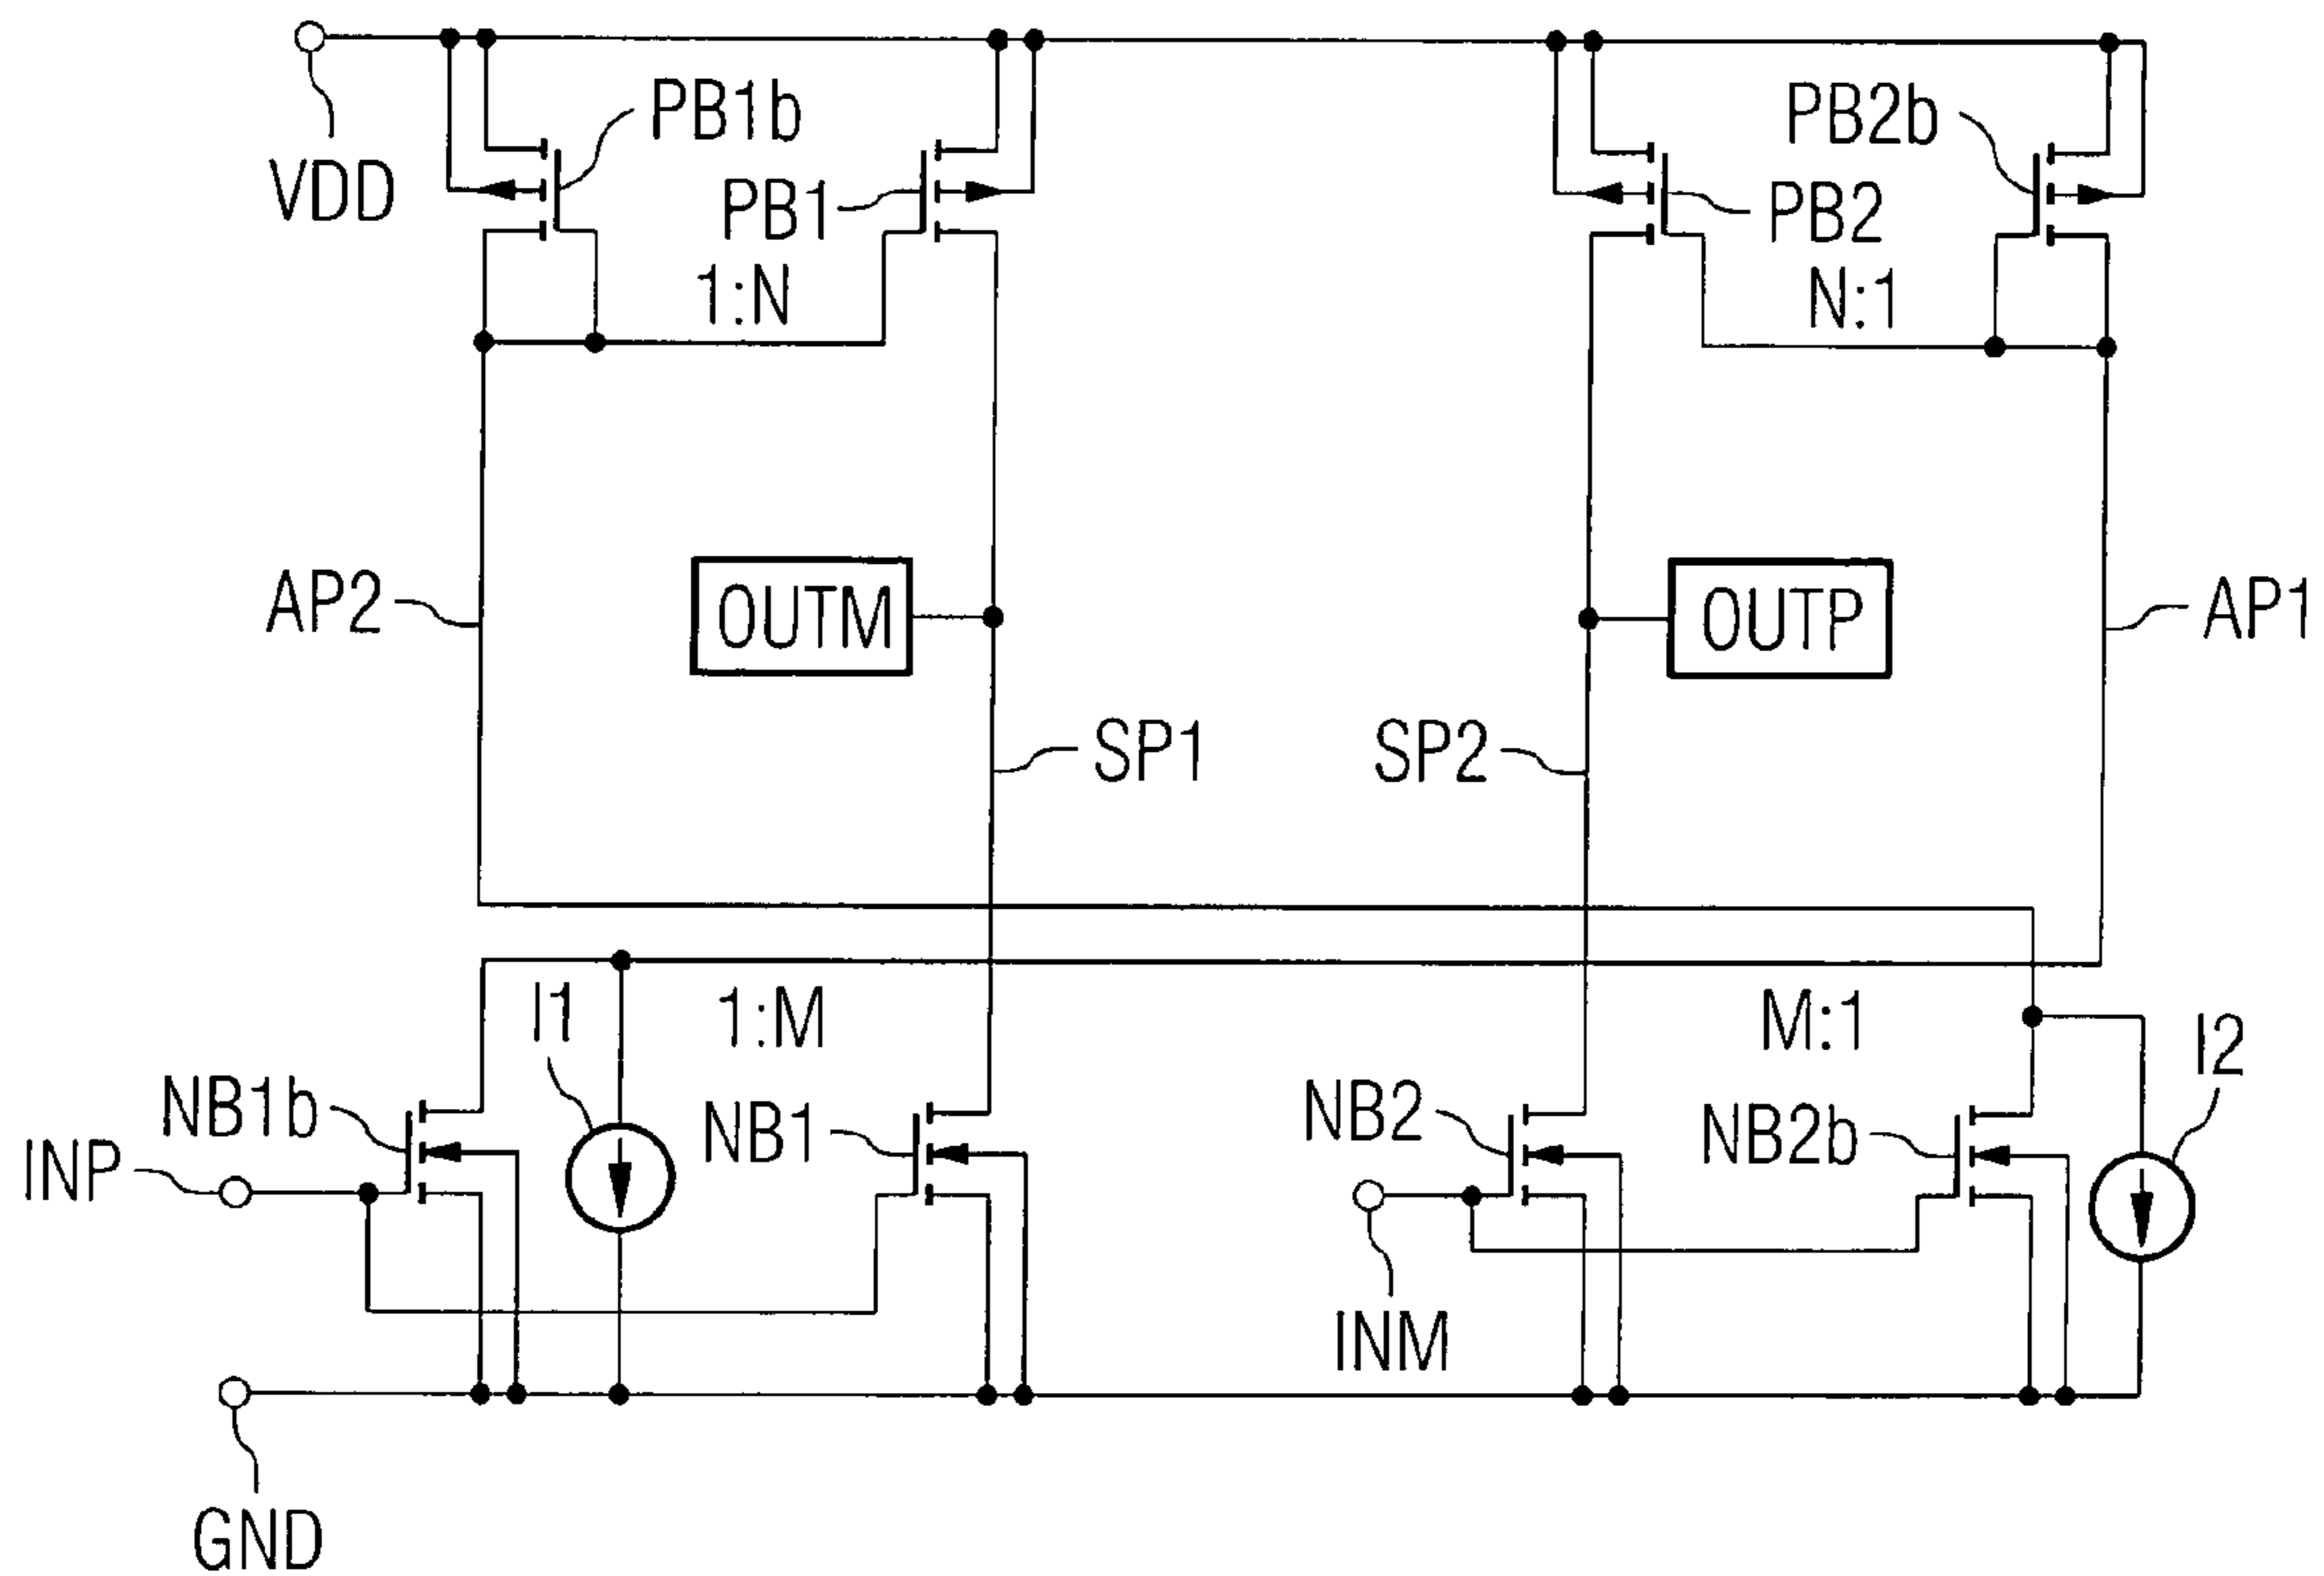 PB1b
PB2b
VDD
PB1
PB2
1:N
N:1
AP2
OUTM
OUTP
AP1
SP1
SP2
I1
1:M
M:1
I2
NB1b
NB1
NB2
NB2b
INP
INM
GND